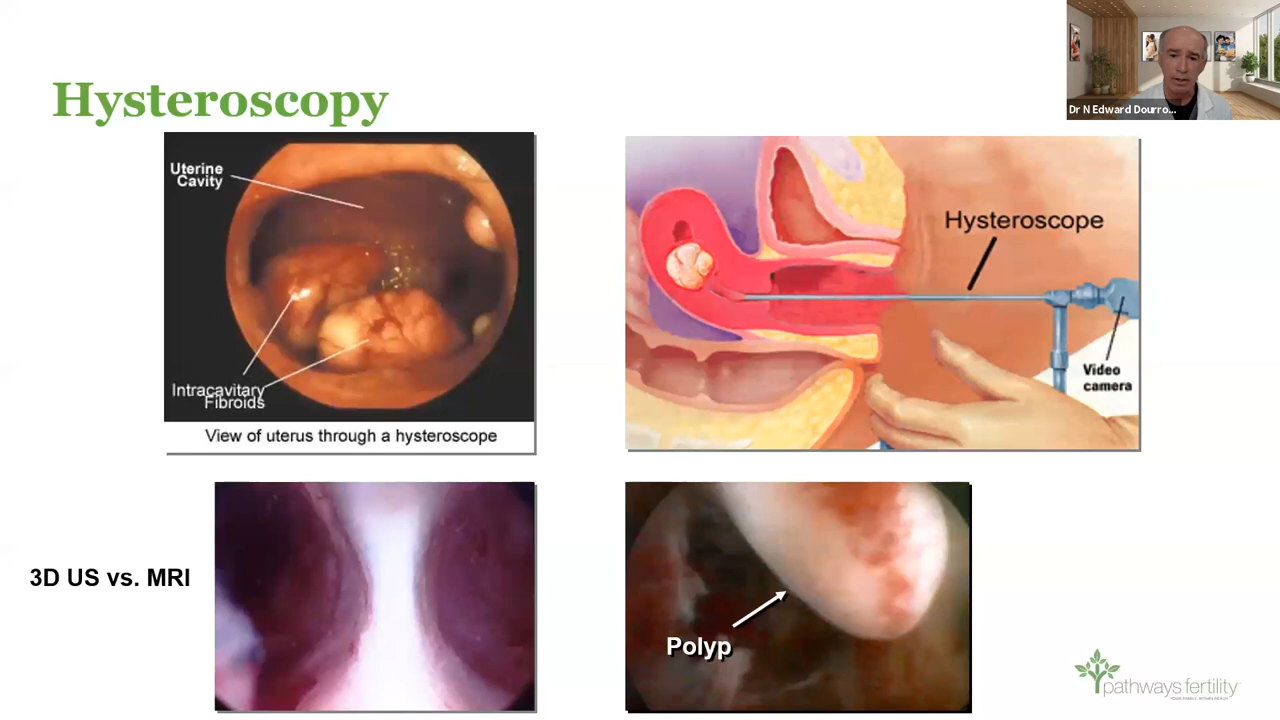 Dr N Edward Dourro...
Hysteroscopy
Uterine
Cavity
Intracavitary
Fibroids
View of uterus through a hysteroscope
Hysteroscope
Video
camera
3D US vs. MRI
Polyp
pathways fertility